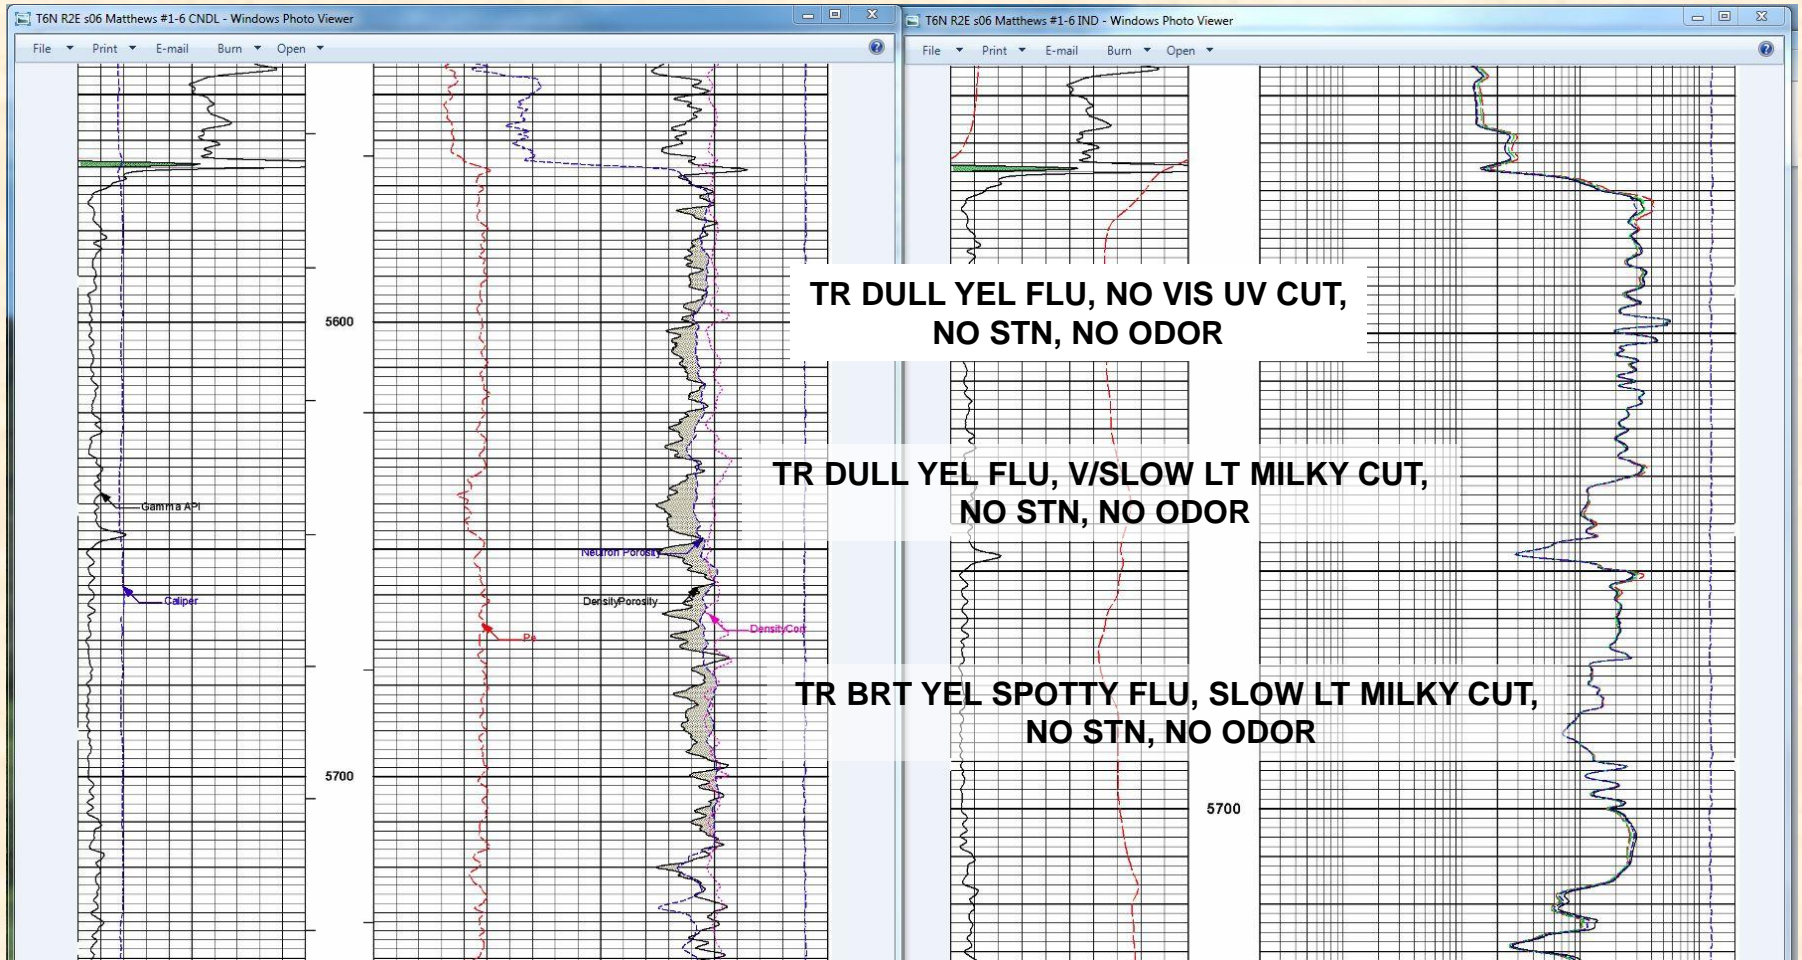 T6N R2E s06 Matthews #1-6 CNDL - Windows Photo Viewer
File Print E-mail Burn Open
5600
Gamma API
Neutron Porosity
Caliper
DensityPorosity
DensityCorr
Pe
5700
T6N R2E s06 Matthews #1-6 IND - Windows Photo Viewer
File Print E-mail Burn Open
TR DULL YEL FLU, NO VIS UV CUT,
NO STN, NO ODOR
TR DULL YEL FLU, V/SLOW LT MILKY CUT,
NO STN, NO ODOR
TR BRT YEL SPOTTY FLU, SLOW LT MILKY CUT,
NO STN, NO ODOR
5700